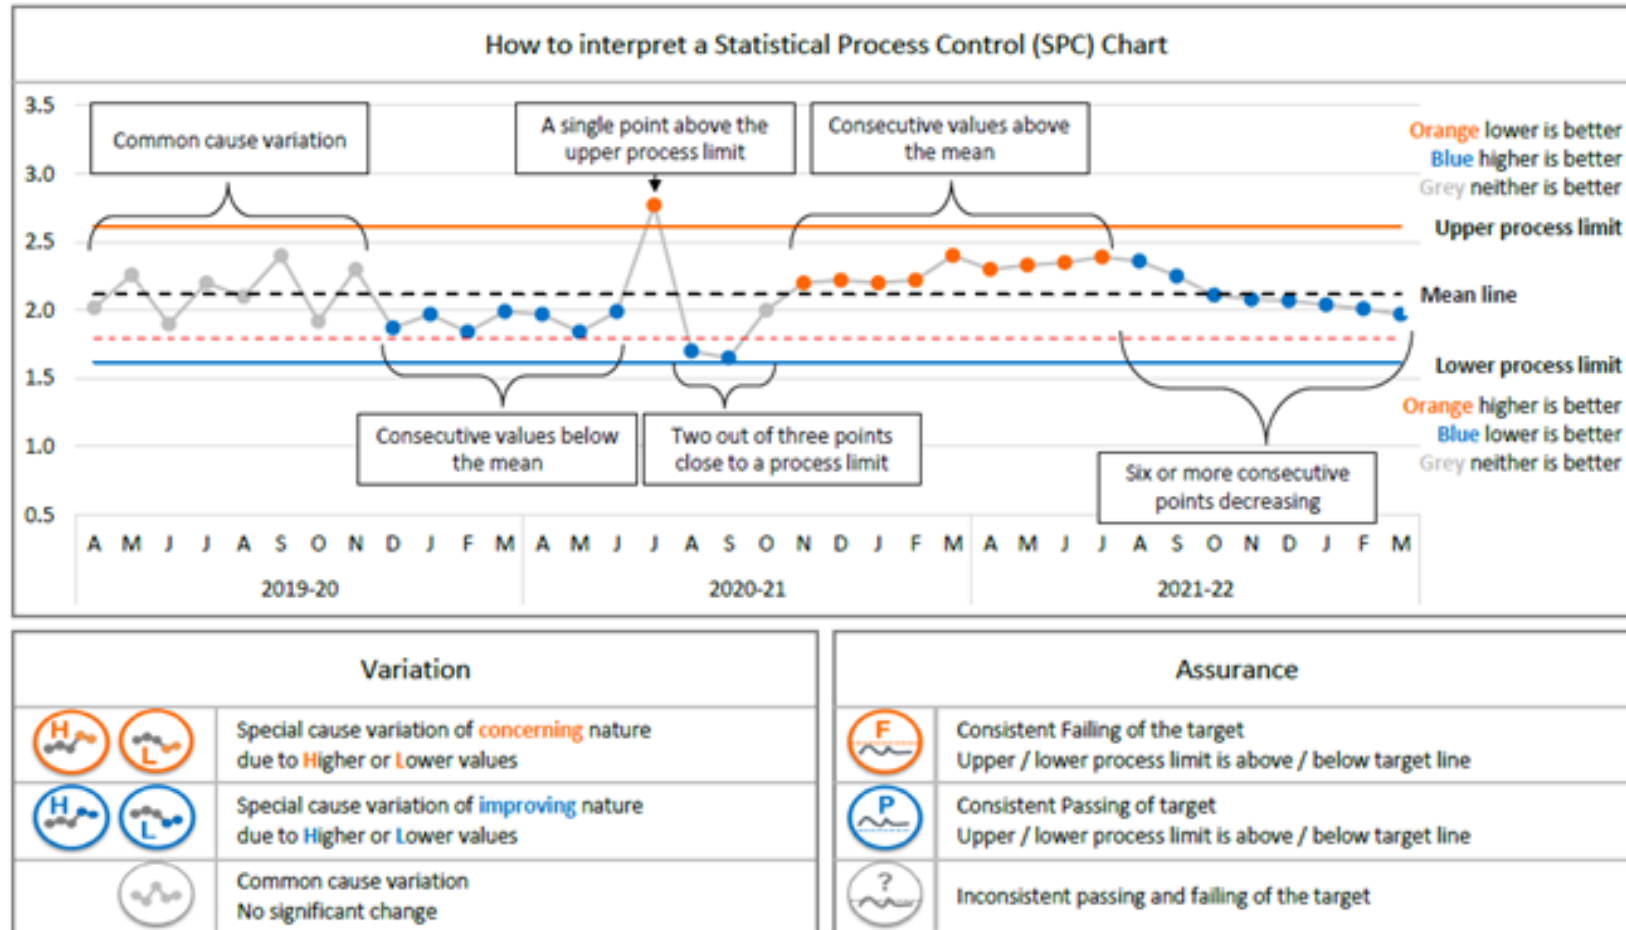 How to interpret a Statistical Process Control (SPC) Chart
3.5
3.0
2.5
2.0
1.5
1.0
0.5
Common cause variation
A single point above the
upper process limit
Consecutive values above
the mean
Orange lower is better
Blue higher is better
Grey neither is better
Upper process limit
Mean line
Lower process limit
Orange higher is better
Blue lower is better
Grey neither is better
Consecutive values below
the mean
Two out of three points
close to a process limit
Six or more consecutive
points decreasing
A M J J A S O N D J F M A M J J A S O N D J F M A M J J A S O N D J F M
2019-20 2020-21 2021-22
Variation
H L
Special cause variation of concerning nature
due to Higher or Lower values
H L
Special cause variation of improving nature
due to Higher or Lower values
Common cause variation
No significant change
Assurance
F
Consistent Failing of the target
Upper / lower process limit is above / below target line
P
Consistent Passing of target
Upper / lower process limit is above / below target line
?
Inconsistent passing and failing of the target